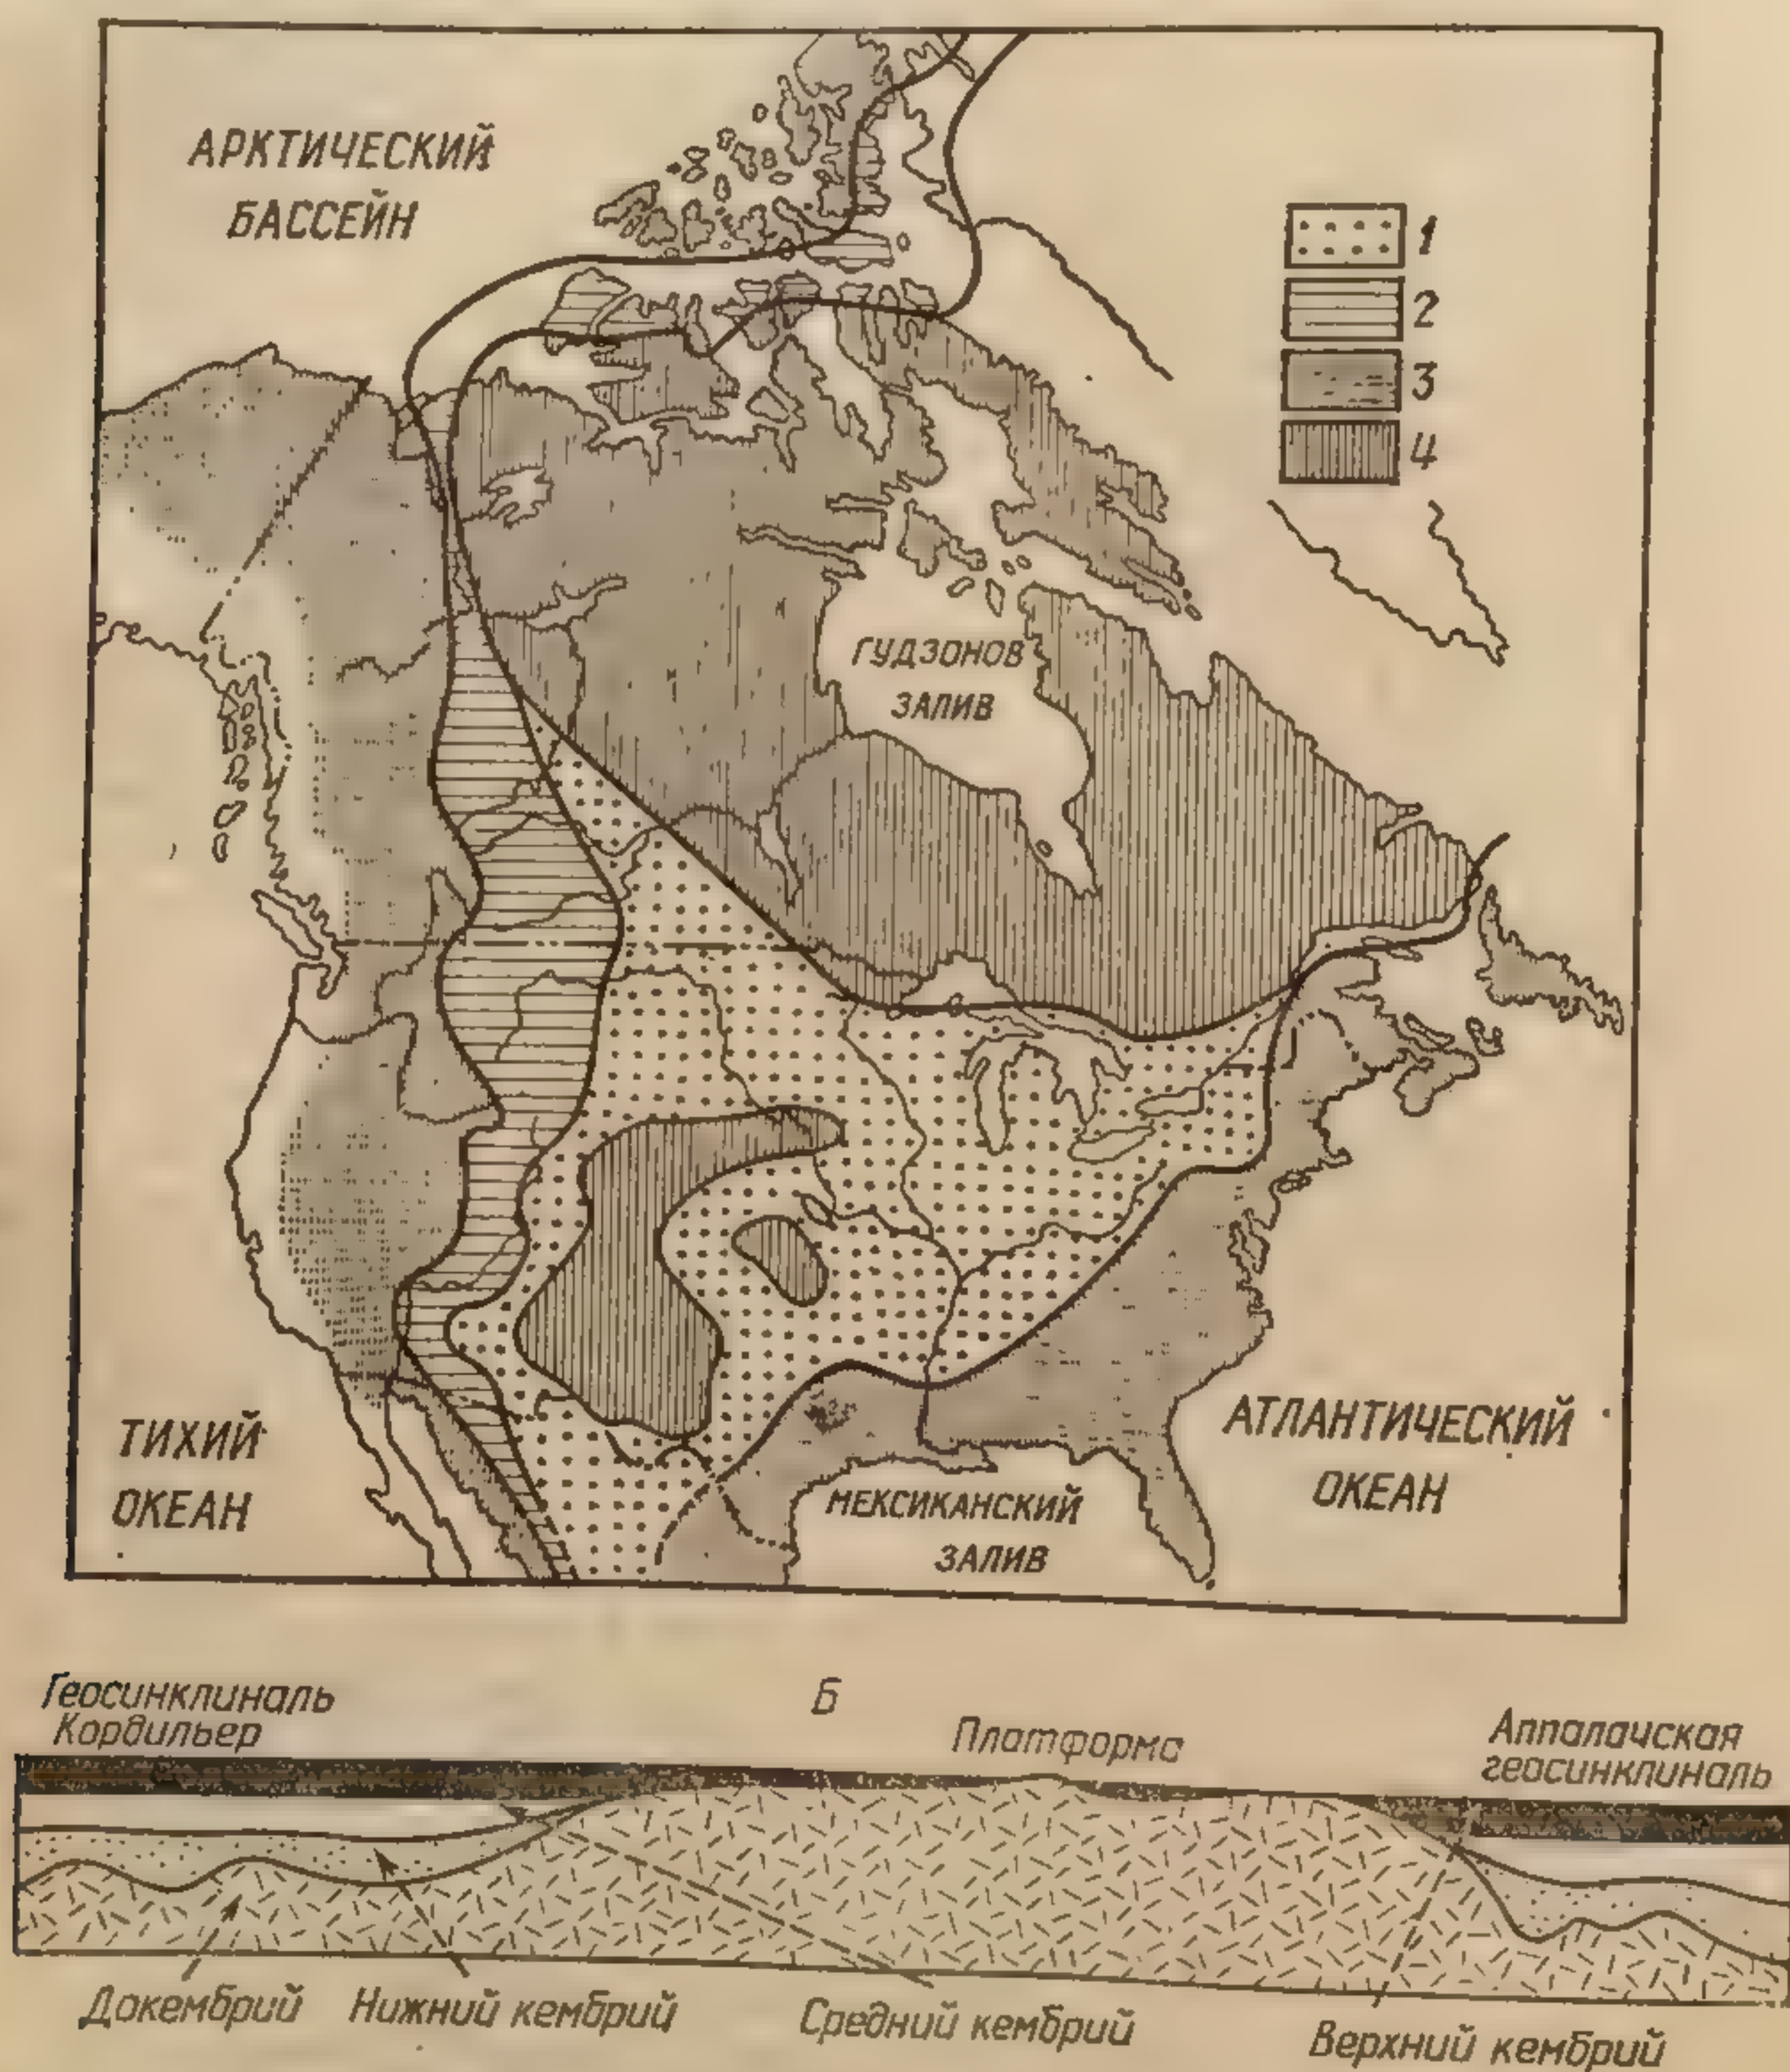 АРКТИЧЕСКИЙ
БАССЕЙН
1
2
3
4
ГУДЗОНОВ
ЗАЛИВ
ТИХИЙ
ОКЕАН
АТЛАНТИЧЕСКИЙ
ОКЕАН
МЕКСИКАНСКИЙ
ЗАЛИВ
Геосинклиналь
Кордильер
Б
Платформа
Аппалачская
геосинклиналь
Докембрий
Нижний кембрий
Средний кембрий
Верхний кембрий